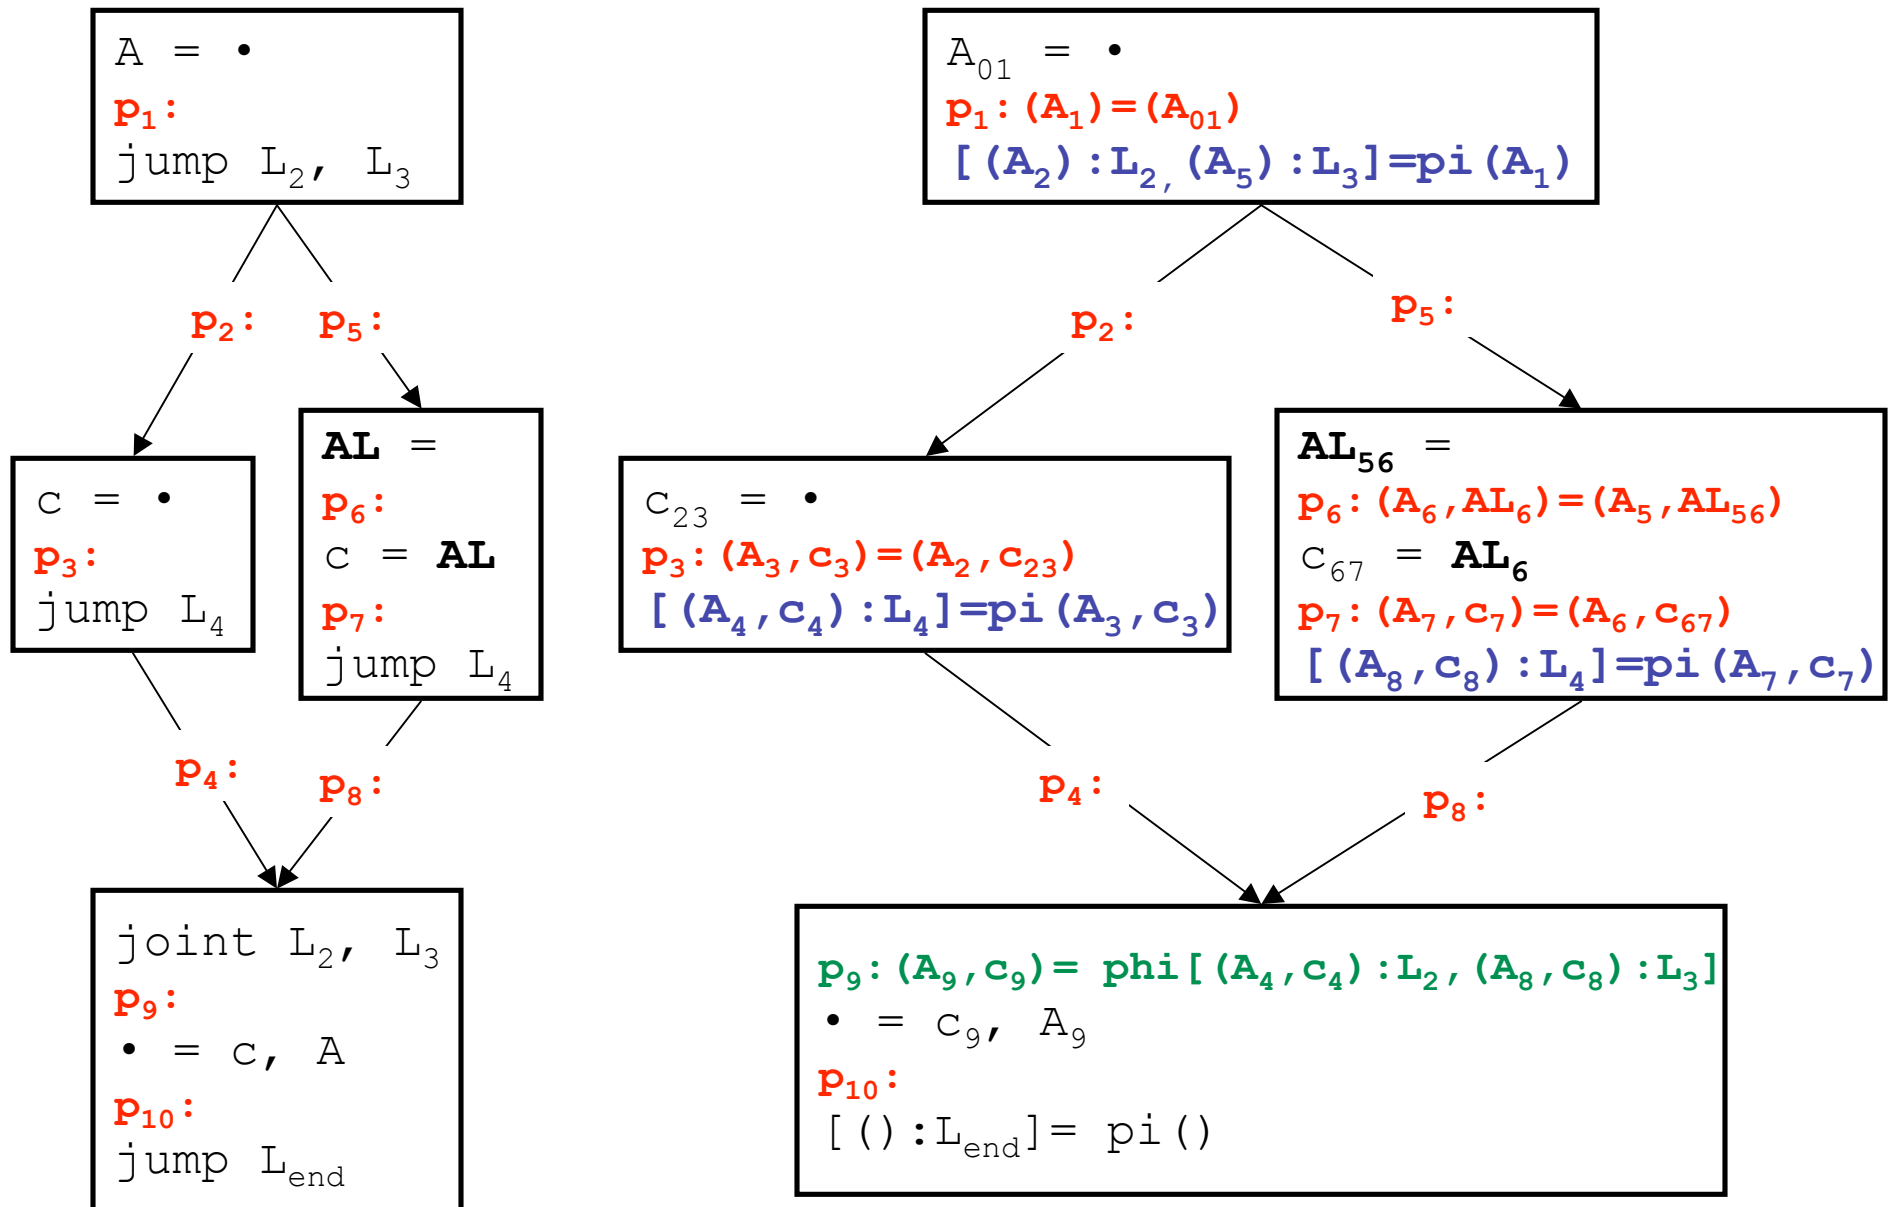 A = •
p₁:
jump L₂, L₃
p₂:
p₅:
c = •
p₃:
jump L₄
AL =
p₆:
c = AL
p₇:
jump L₄
p₄:
p₈:
joint L₂, L₃
p₉:
• = c, A
p₁₀:
jump L_end
A₀₁ = •
p₁:(A₁)=(A₀₁)
[(A₂):L₂,(A₅):L₃]=pi(A₁)
p₂:
p₅:
c₂₃ = •
p₃:(A₃,c₃)=(A₂,c₂₃)
[(A₄,c₄):L₄]=pi(A₃,c₃)
AL₅₆ =
p₆:(A₆,AL₆)=(A₅,AL₅₆)
c₆₇ = AL₆
p₇:(A₇,c₇)=(A₆,c₆₇)
[(A₈,c₈):L₄]=pi(A₇,c₇)
p₄:
p₈:
p₉:(A₉,c₉)= phi[(A₄,c₄):L₂,(A₈,c₈):L₃]
• = c₉, A₉
p₁₀:
[():L_end]= pi()